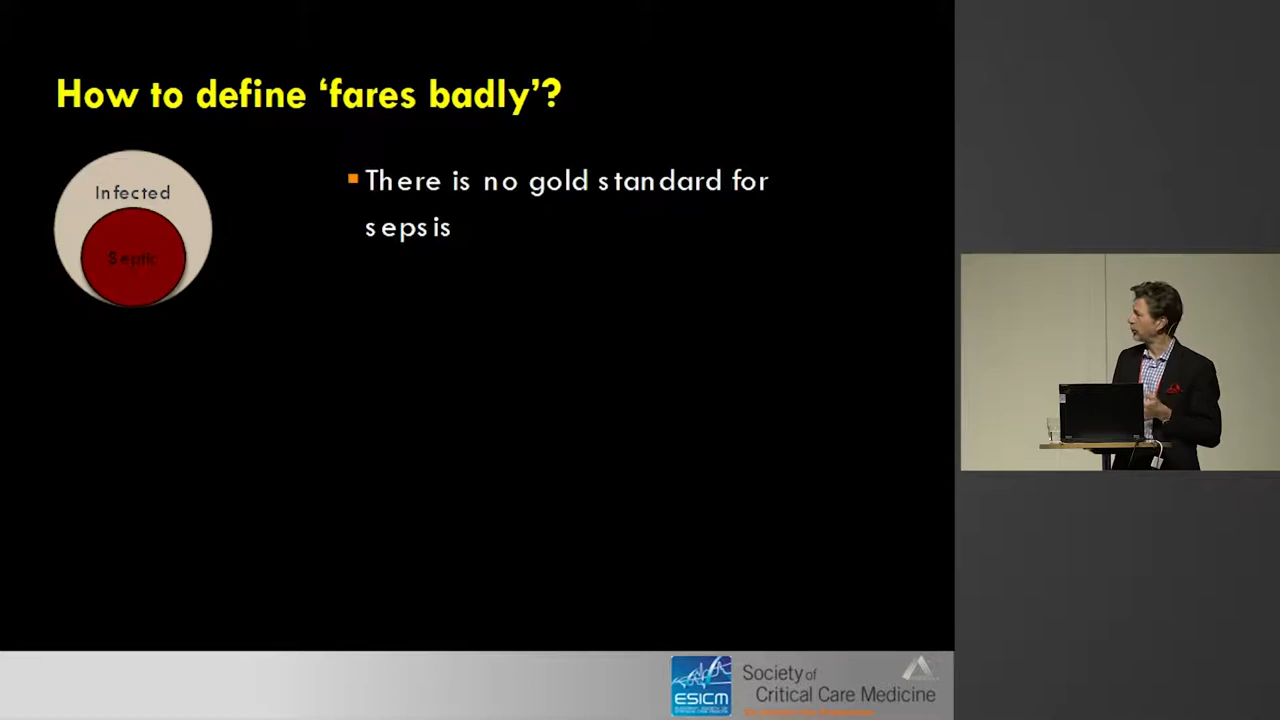 How to define ‘fares badly’?
Infected
Septic
There is no gold standard for
sepsis
ESICM
Society of
Critical Care Medicine